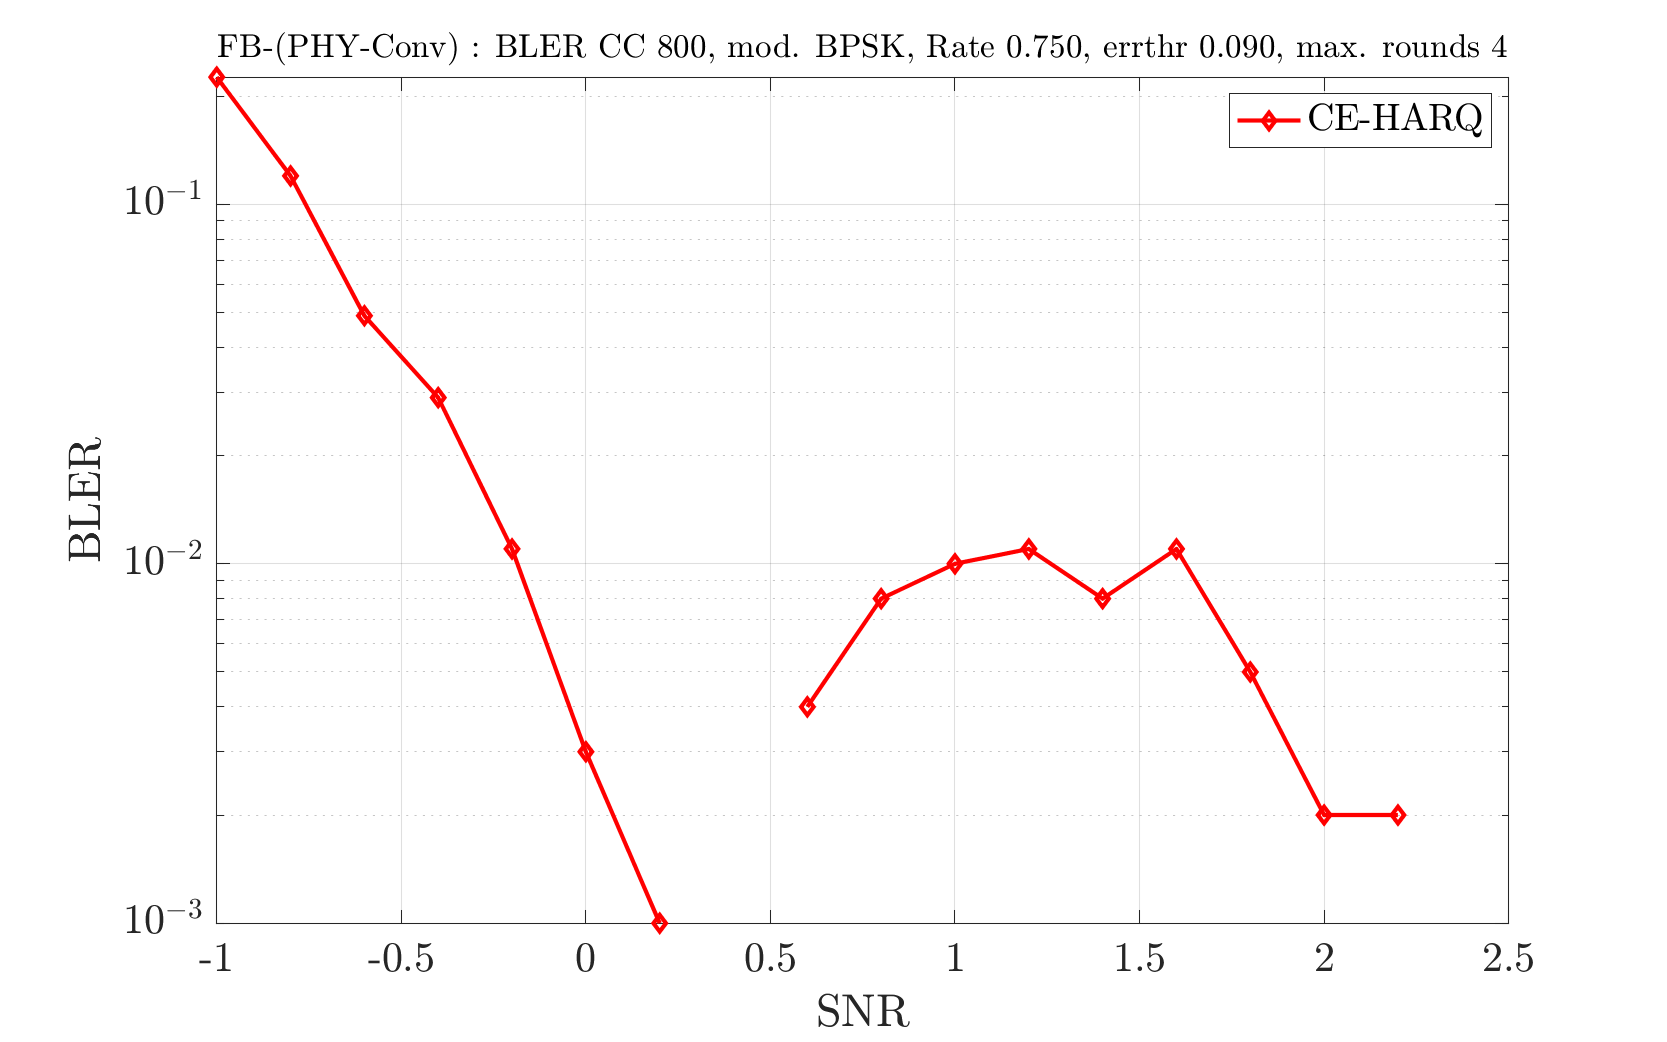 FB-(PHY-Conv) : BLER CC 800, mod. BPSK, Rate 0.750, errthr 0.090, max. rounds 4
CE-HARQ
10⁻¹
10⁻²
10⁻³
BLER
-1 -0.5 0 0.5 1 1.5 2 2.5
SNR